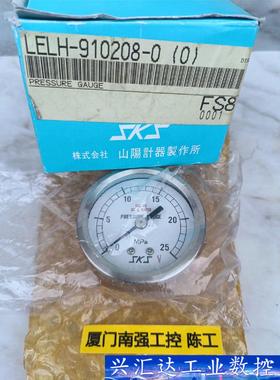 LELH-910208-0 (0)
PRESSURE GAUGE
FS8
0001
SKS
株式会社 山陽計器製作所
0 5 10 15 20 25
PRESSURE GAUGE
MPa
SKS
V
厦门南强工控 陈工
兴汇达工业数控